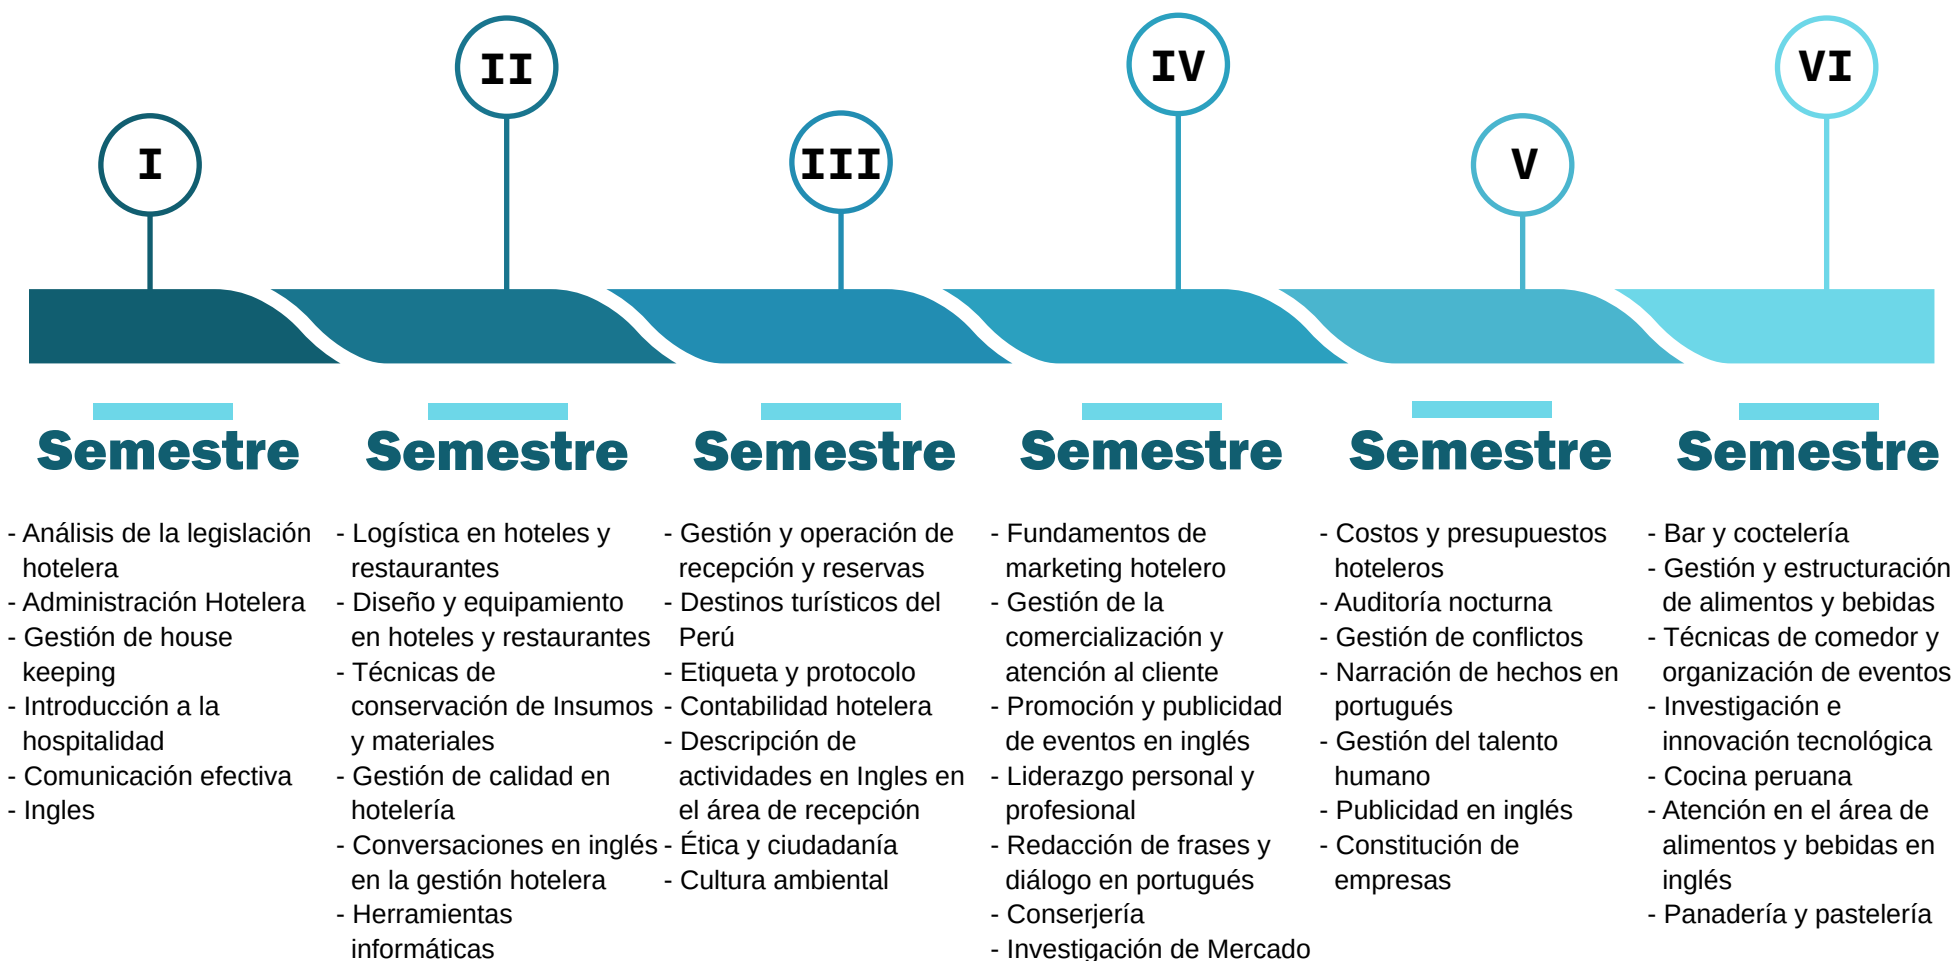 I
II
III
IV
V
VI
Semestre
- Análisis de la legislación
hotelera
- Administración Hotelera
- Gestión de house
keeping
- Introducción a la
hospitalidad
- Comunicación efectiva
- Ingles
Semestre
- Logística en hoteles y
restaurantes
- Diseño y equipamiento
en hoteles y restaurantes
- Técnicas de
conservación de Insumos
y materiales
- Gestión de calidad en
hotelería
- Conversaciones en inglés
en la gestión hotelera
- Herramientas
informáticas
Semestre
- Gestión y operación de
recepción y reservas
- Destinos turísticos del
Perú
- Etiqueta y protocolo
- Contabilidad hotelera
- Descripción de
actividades en Ingles en
el área de recepción
- Ética y ciudadanía
- Cultura ambiental
Semestre
- Fundamentos de
marketing hotelero
- Gestión de la
comercialización y
atención al cliente
- Promoción y publicidad
de eventos en inglés
- Liderazgo personal y
profesional
- Redacción de frases y
diálogo en portugués
- Conserjería
- Investigación de Mercado
Semestre
- Costos y presupuestos
hoteleros
- Auditoría nocturna
- Gestión de conflictos
- Narración de hechos en
portugués
- Gestión del talento
humano
- Publicidad en inglés
- Constitución de
empresas
Semestre
- Bar y coctelería
- Gestión y estructuración
de alimentos y bebidas
- Técnicas de comedor y
organización de eventos
- Investigación e
innovación tecnológica
- Cocina peruana
- Atención en el área de
alimentos y bebidas en
inglés
- Panadería y pastelería